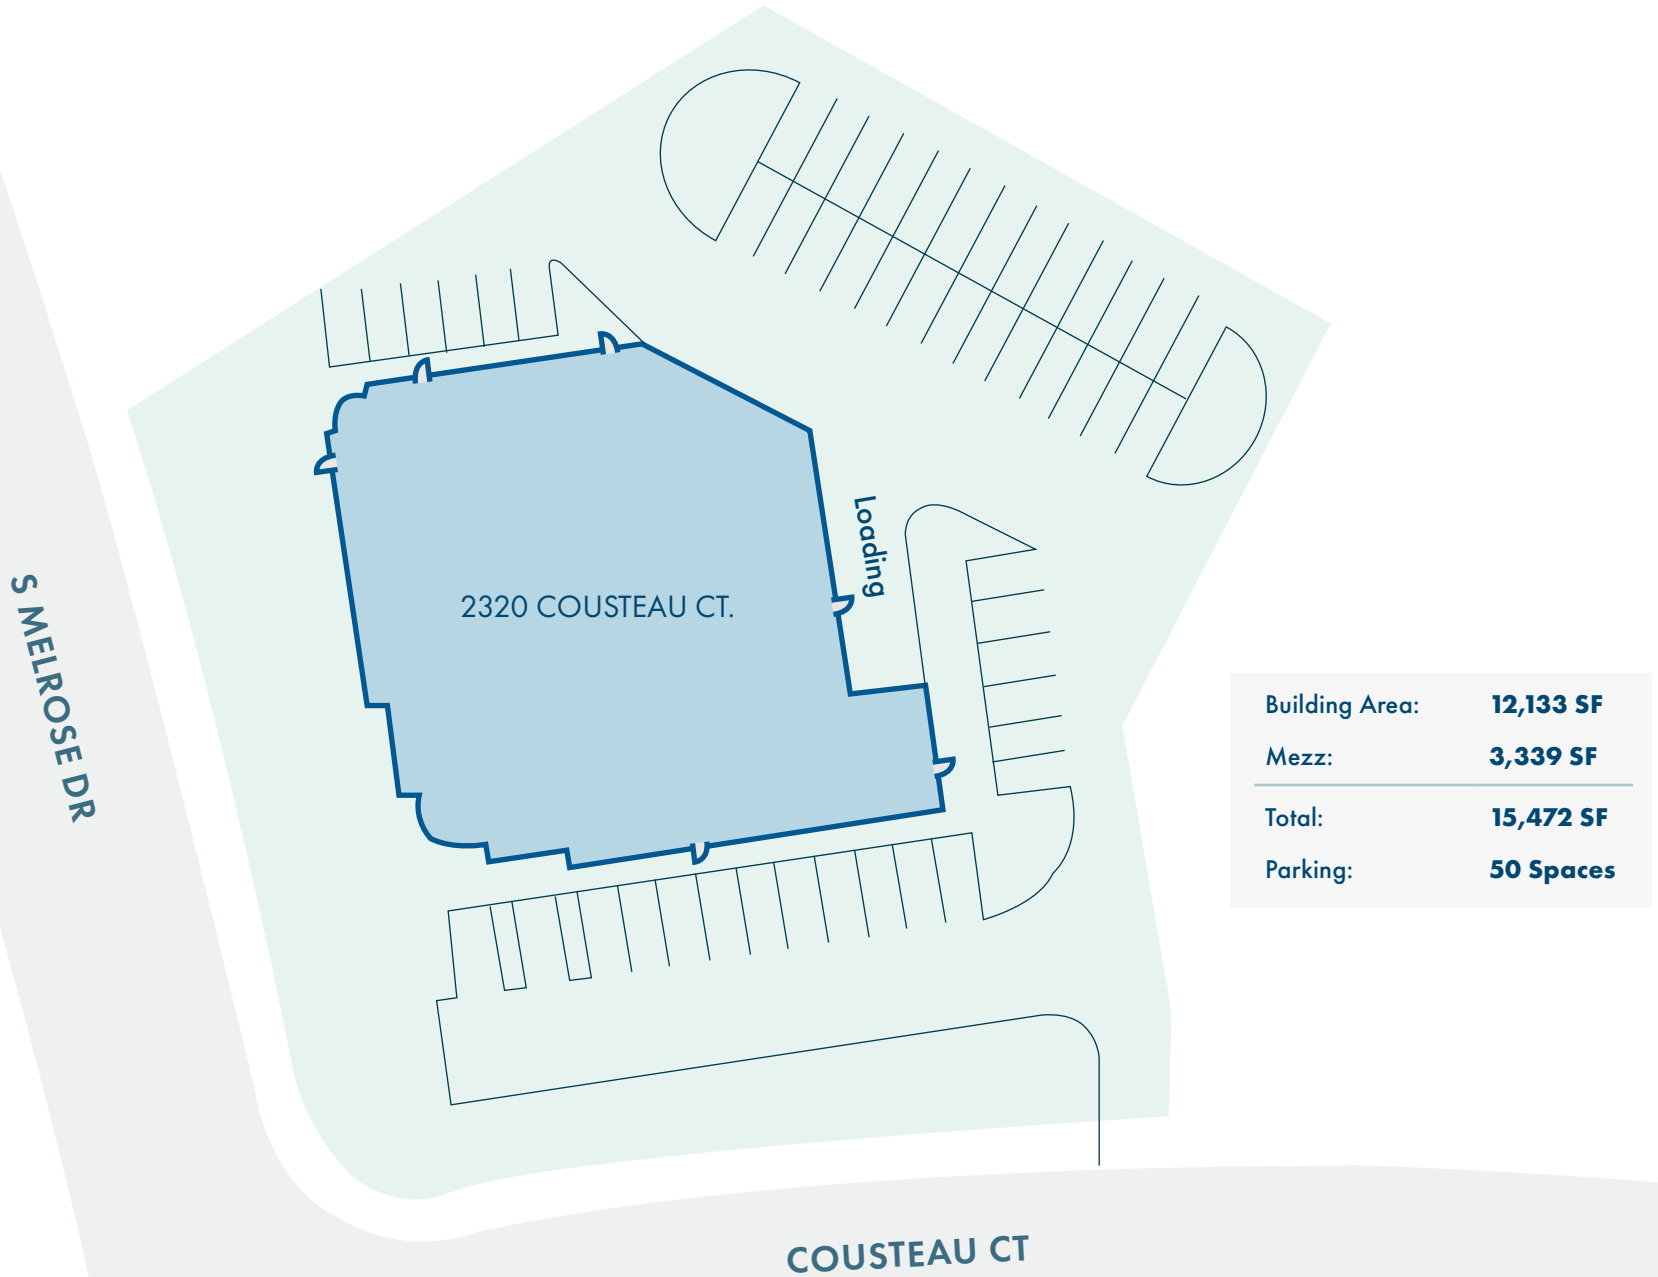 Loading
2320 COUSTEAU CT.
S MELROSE DR
Building Area: 12,133 SF
Mezz: 3,339 SF
Total: 15,472 SF
Parking: 50 Spaces
COUSTEAU CT